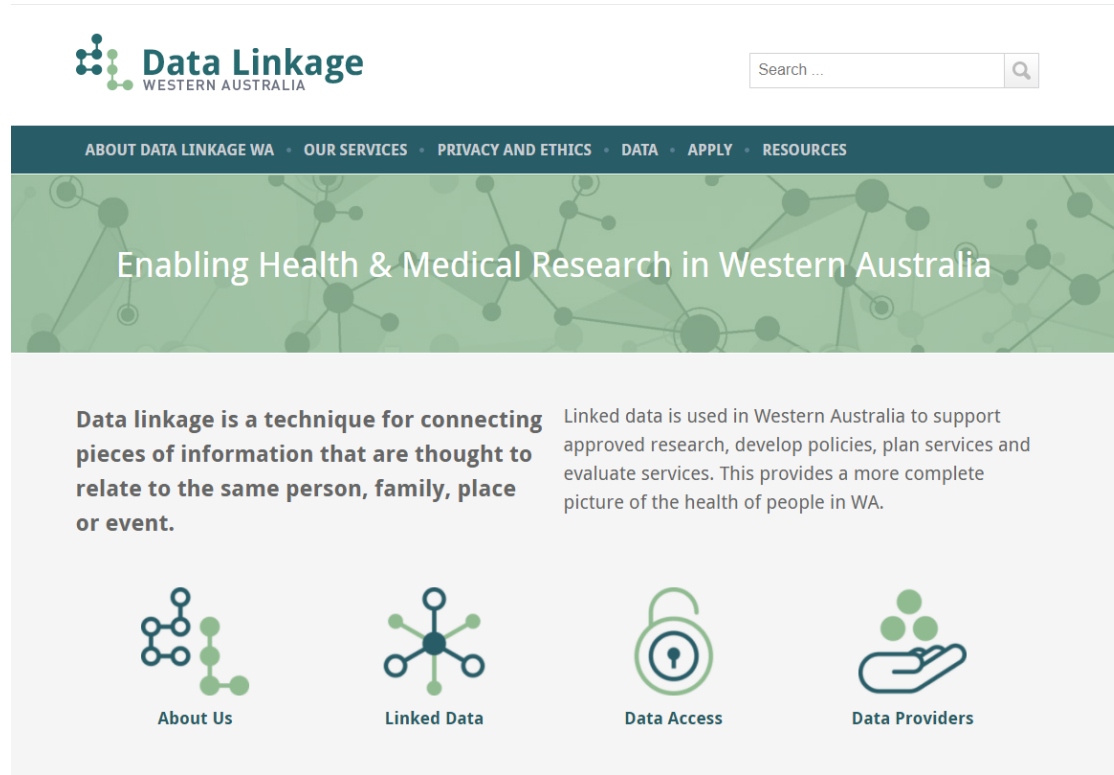 Data Linkage
WESTERN AUSTRALIA
Search ...
ABOUT DATA LINKAGE WA • OUR SERVICES • PRIVACY AND ETHICS • DATA • APPLY • RESOURCES
Enabling Health & Medical Research in Western Australia
Data linkage is a technique for connecting
pieces of information that are thought to
relate to the same person, family, place
or event.
Linked data is used in Western Australia to support
approved research, develop policies, plan services and
evaluate services. This provides a more complete
picture of the health of people in WA.
About Us
Linked Data
Data Access
Data Providers